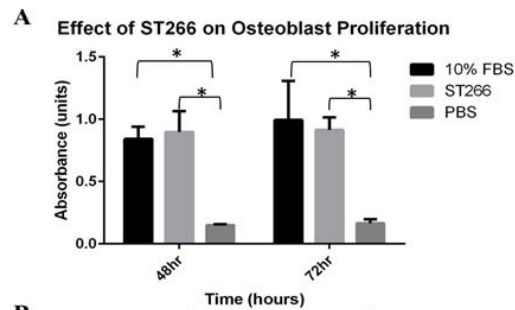 A
Effect of ST266 on Osteoblast Proliferation
Absorbance (units)
1.5
1.0
0.5
0.0
*
*
*
*
10% FBS
ST266
PBS
48hr
72hr
Time (hours)